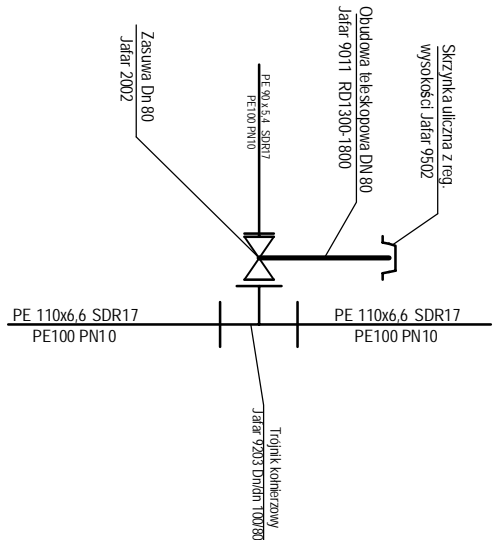 Skrzynka uliczna z reg.
wysokości Jafar 9502
Obudowa teleskopowa DN 80
Jafar 9011 RD1300-1800
PE 90 x 5,4 SDR17
PE100 PN10
Zasuwa Dn 80
Jafar 2002
PE 110x6,6 SDR17
PE100 PN10
PE 110x6,6 SDR17
PE100 PN10
Trójnik kołnierzowy
Jafar 9203 Dn/dn 100/80